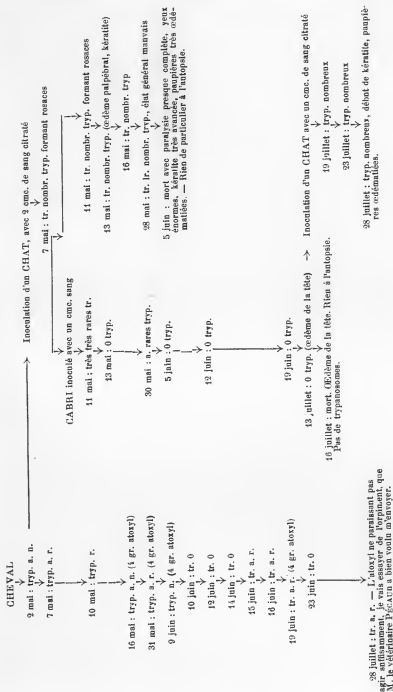 CHEVAL
2 mai : tryp. a. n.
7 mai : tryp. a. r.
10 mai : tryp. r.
16 mai : tryp. a. n. (4 gr. atoxyl)
31 mai : tryp. a. r. (4 gr. atoxyl)
9 juin : tryp. n. (4 gr. atoxyl)
10 juin : tr. 0
12 juin : tr. 0
14 juin : tr. 0
15 juin : tr. a. r.
16 juin : tr. a. r.
19 juin : tr. a. r. (4 gr. atoxyl)
23 juin : tr. 0
28 juillet : tr. a. r. — L'atoxyl ne paraissant pas
agir suffisamment, je vais essayer de l'orpiment, que
M. le vétérinaire PÉCAUD a bien voulu m'envoyer.
Inoculation d'un CHAT, avec 2 cmc. de sang citraté
7 mai : tr. nombr. tryp. formant rosaces
CABRI inoculé avec un cmc. sang
11 mai : très très rares tr.
13 mai : 0 tryp.
30 mai : a. rares tryp.
5 juin : 0 tryp.
12 juin : 0 tryp.
19 juin : 0 tryp.
13 juillet : 0 tryp. (œdème de la tête)
16 juillet : mort. Œdème de la tête. Rien à l'autopsie.
Pas de trypanosomes.
11 mai : tr. nombr. tryp. formant rosaces
13 mai : tr. nombr. tryp. (œdème palpébral, kératite)
16 mai : tr. nombr. tryp
28 mai : tr. tr. nombr. tryp., état général mauvais
5 juin : mort avec paralysie presque complète, yeux
énormes, kératite très avancée, paupières très œdé-
matiées. — Rien de particulier à l'autopsie.
Inoculation d'un CHAT avec un cmc. de sang citraté
19 juillet : tryp. nombreux
23 juillet : tryp. nombreux
28 juillet : tryp. nombreux, début de kératite, paupiè-
res œdématiées.